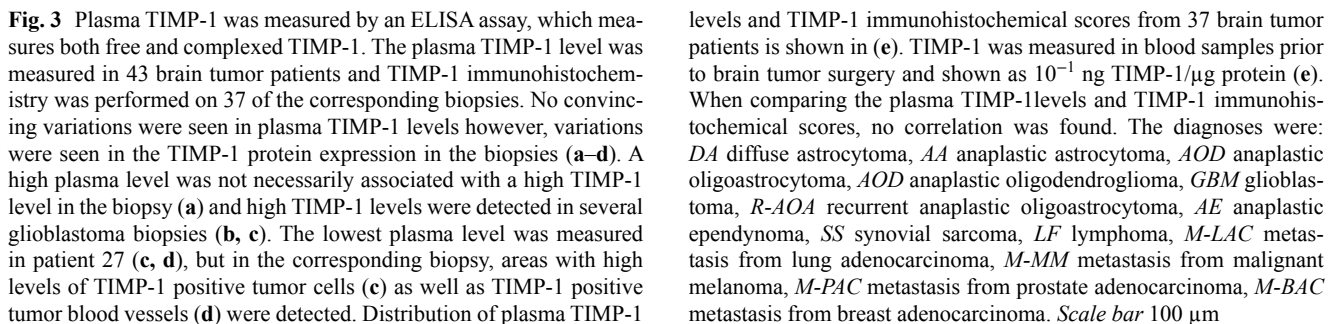 Fig. 3 Plasma TIMP-1 was measured by an ELISA assay, which mea-
sures both free and complexed TIMP-1. The plasma TIMP-1 level was
measured in 43 brain tumor patients and TIMP-1 immunohistochem-
istry was performed on 37 of the corresponding biopsies. No convinc-
ing variations were seen in plasma TIMP-1 levels however, variations
were seen in the TIMP-1 protein expression in the biopsies (a–d). A
high plasma level was not necessarily associated with a high TIMP-1
level in the biopsy (a) and high TIMP-1 levels were detected in several
glioblastoma biopsies (b, c). The lowest plasma level was measured
in patient 27 (c, d), but in the corresponding biopsy, areas with high
levels of TIMP-1 positive tumor cells (c) as well as TIMP-1 positive
tumor blood vessels (d) were detected. Distribution of plasma TIMP-1
levels and TIMP-1 immunohistochemical scores from 37 brain tumor
patients is shown in (e). TIMP-1 was measured in blood samples prior
to brain tumor surgery and shown as 10⁻¹ ng TIMP-1/µg protein (e).
When comparing the plasma TIMP-1levels and TIMP-1 immunohis-
tochemical scores, no correlation was found. The diagnoses were:
DA diffuse astrocytoma, AA anaplastic astrocytoma, AOD anaplastic
oligoastrocytoma, AOD anaplastic oligodendroglioma, GBM glioblas-
toma, R-AOA recurrent anaplastic oligoastrocytoma, AE anaplastic
ependynoma, SS synovial sarcoma, LF lymphoma, M-LAC metas-
tasis from lung adenocarcinoma, M-MM metastasis from malignant
melanoma, M-PAC metastasis from prostate adenocarcinoma, M-BAC
metastasis from breast adenocarcinoma. Scale bar 100 µm